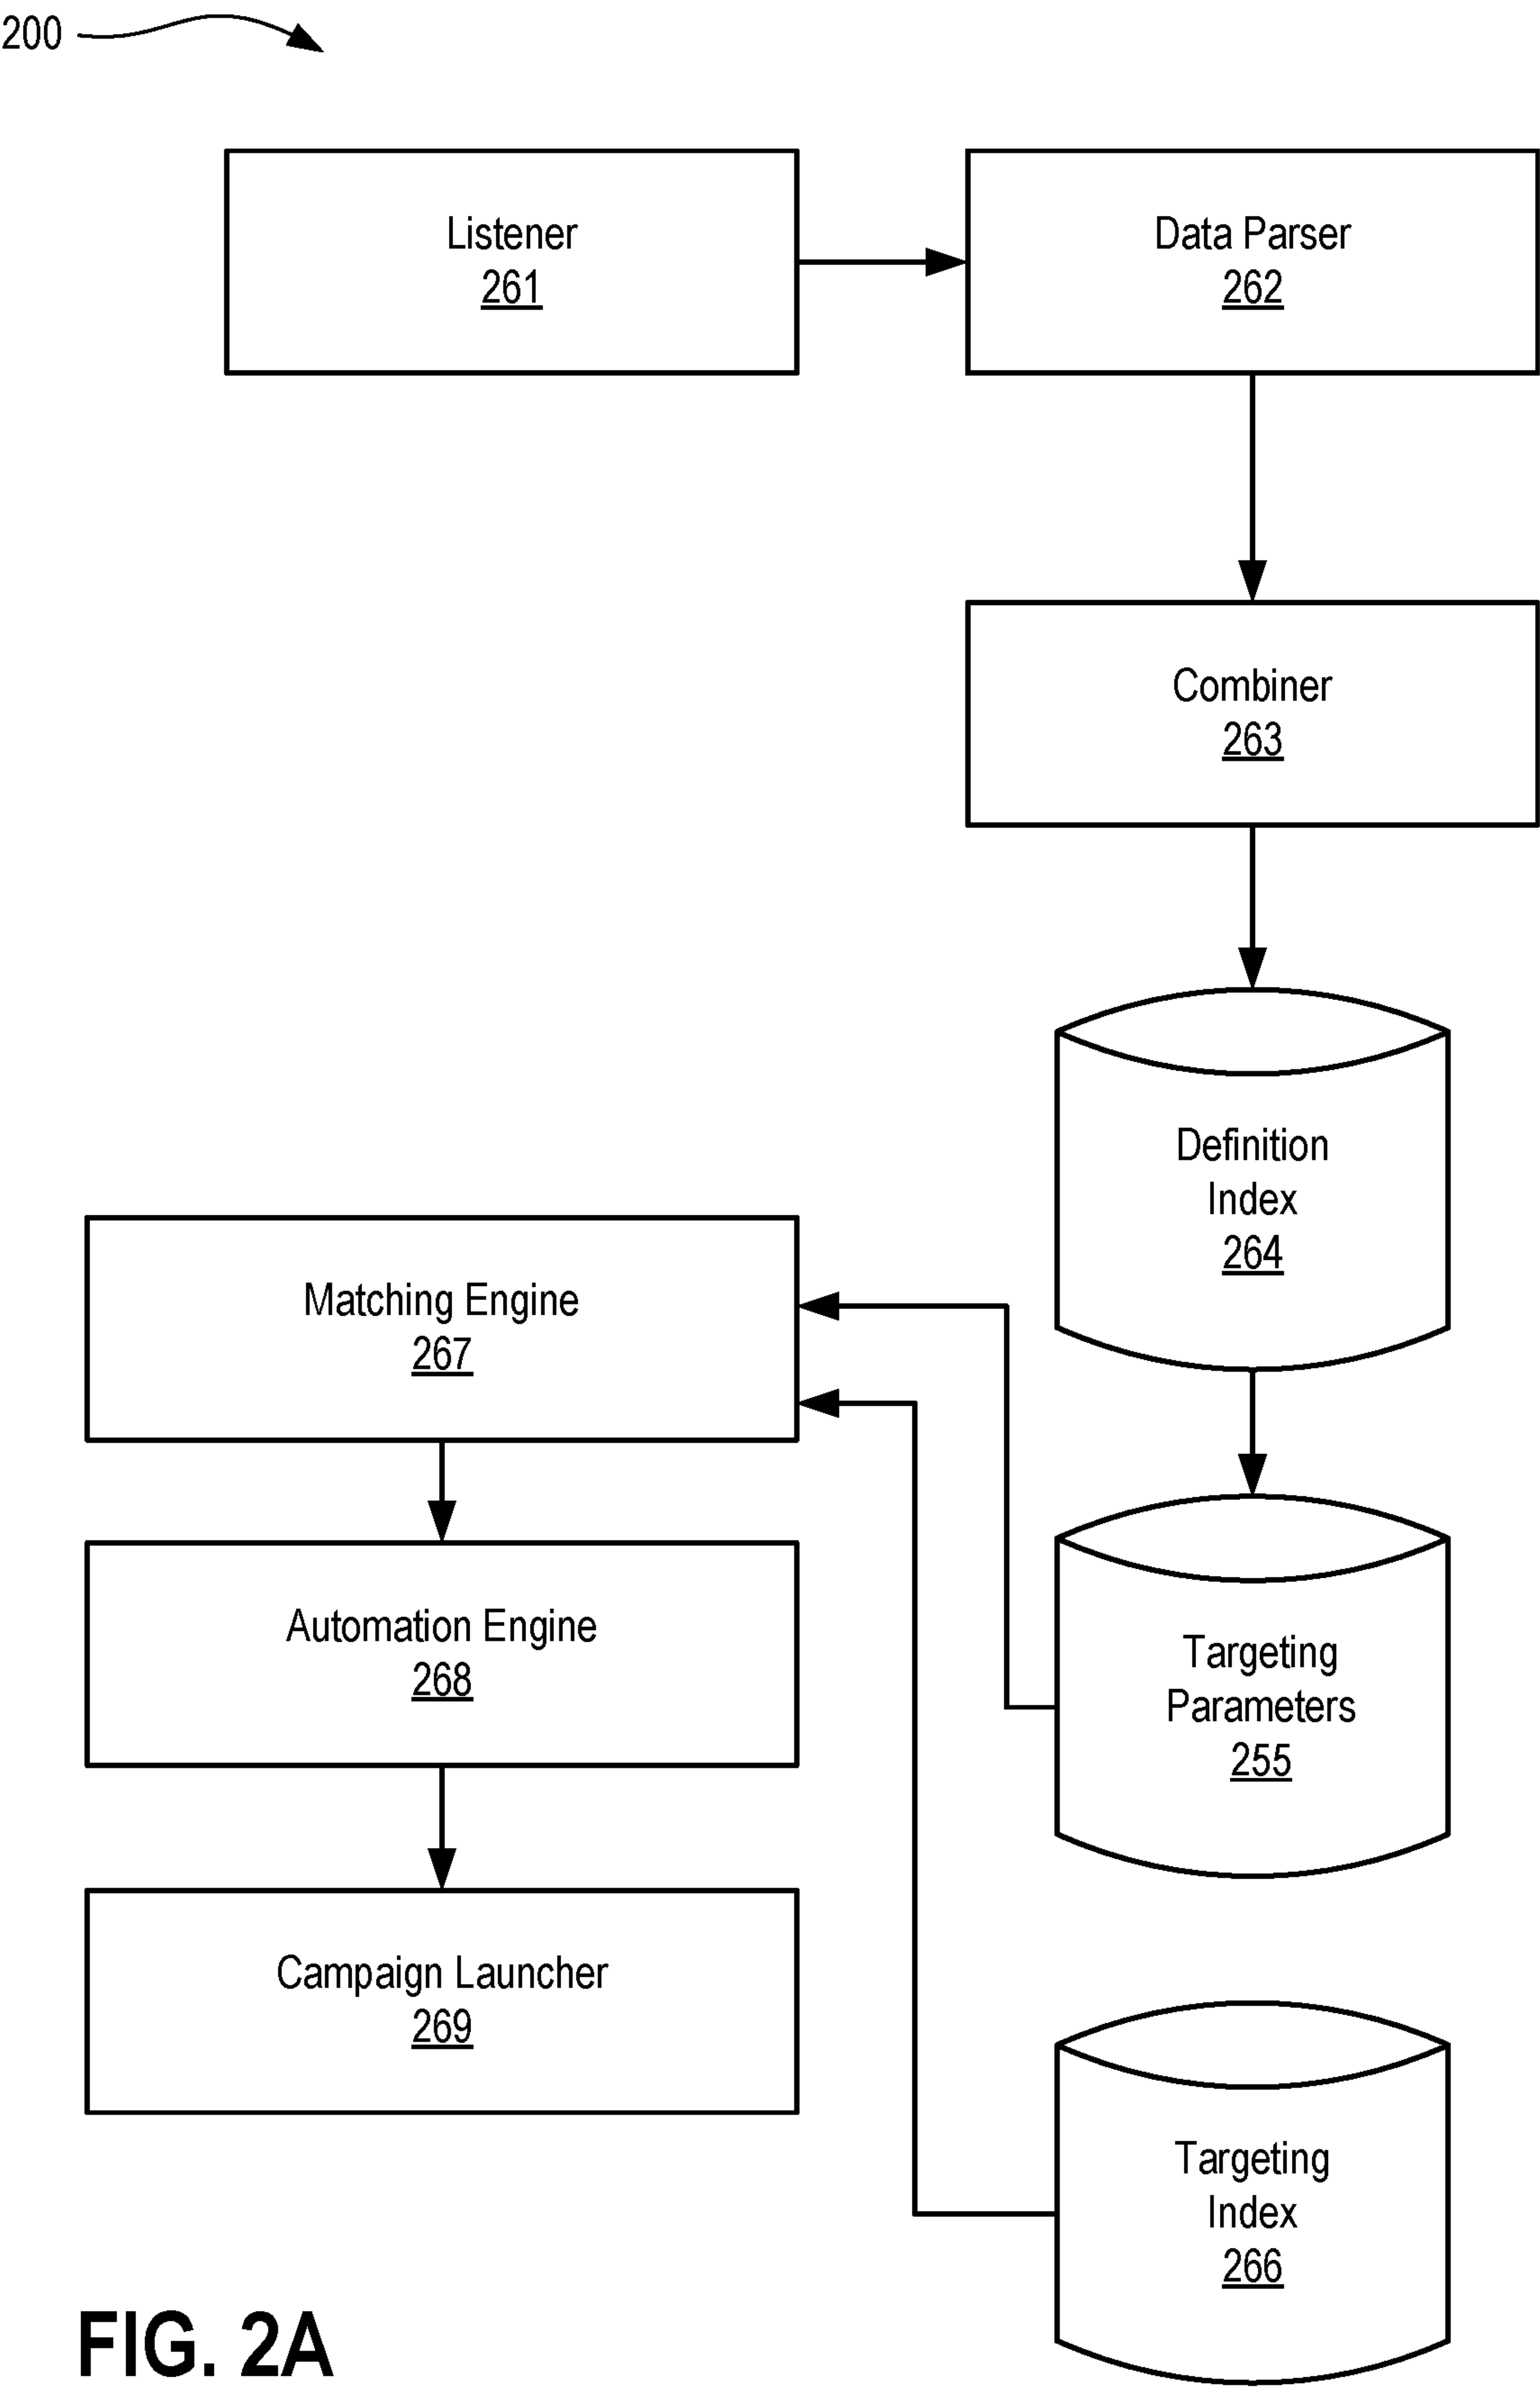 200
Listener
261
Data Parser
262
Combiner
263
Definition
Index
264
Matching Engine
267
Automation Engine
268
Targeting
Parameters
255
Campaign Launcher
269
Targeting
Index
266
FIG. 2A